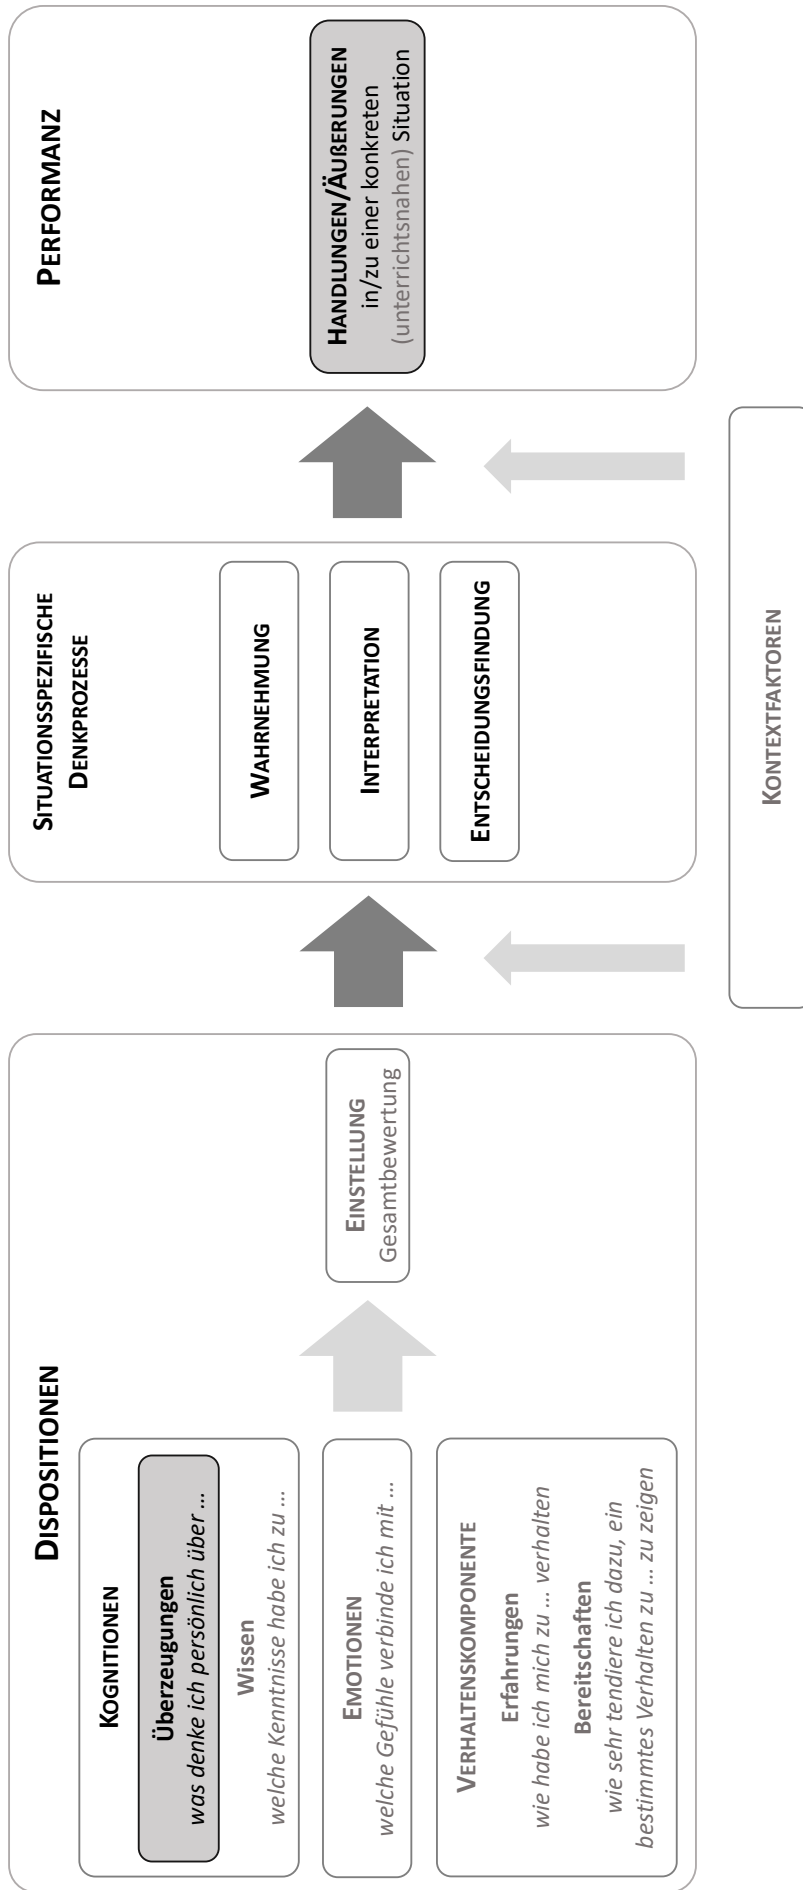 DISPOSITIONEN
KOGNITIONEN
Überzeugungen
was denke ich persönlich über ...
Wissen
welche Kenntnisse habe ich zu ...
EMOTIONEN
welche Gefühle verbinde ich mit ...
VERHALTENSKOMPONENTE
Erfahrungen
wie habe ich mich zu ... verhalten
Bereitschaften
wie sehr tendiere ich dazu, ein
bestimmtes Verhalten zu ... zu zeigen
EINSTELLUNG
Gesamtbewertung
SITUATIONSSPEZIFISCHE
DENKPROZESSE
WAHRNEHMUNG
INTERPRETATION
ENTSCHEIDUNGSFINDUNG
PERFORMANZ
HANDLUNGEN/ÄUßERUNGEN
in/zu einer konkreten
(unterrichtsnahen) Situation
KONTEXTFAKTOREN